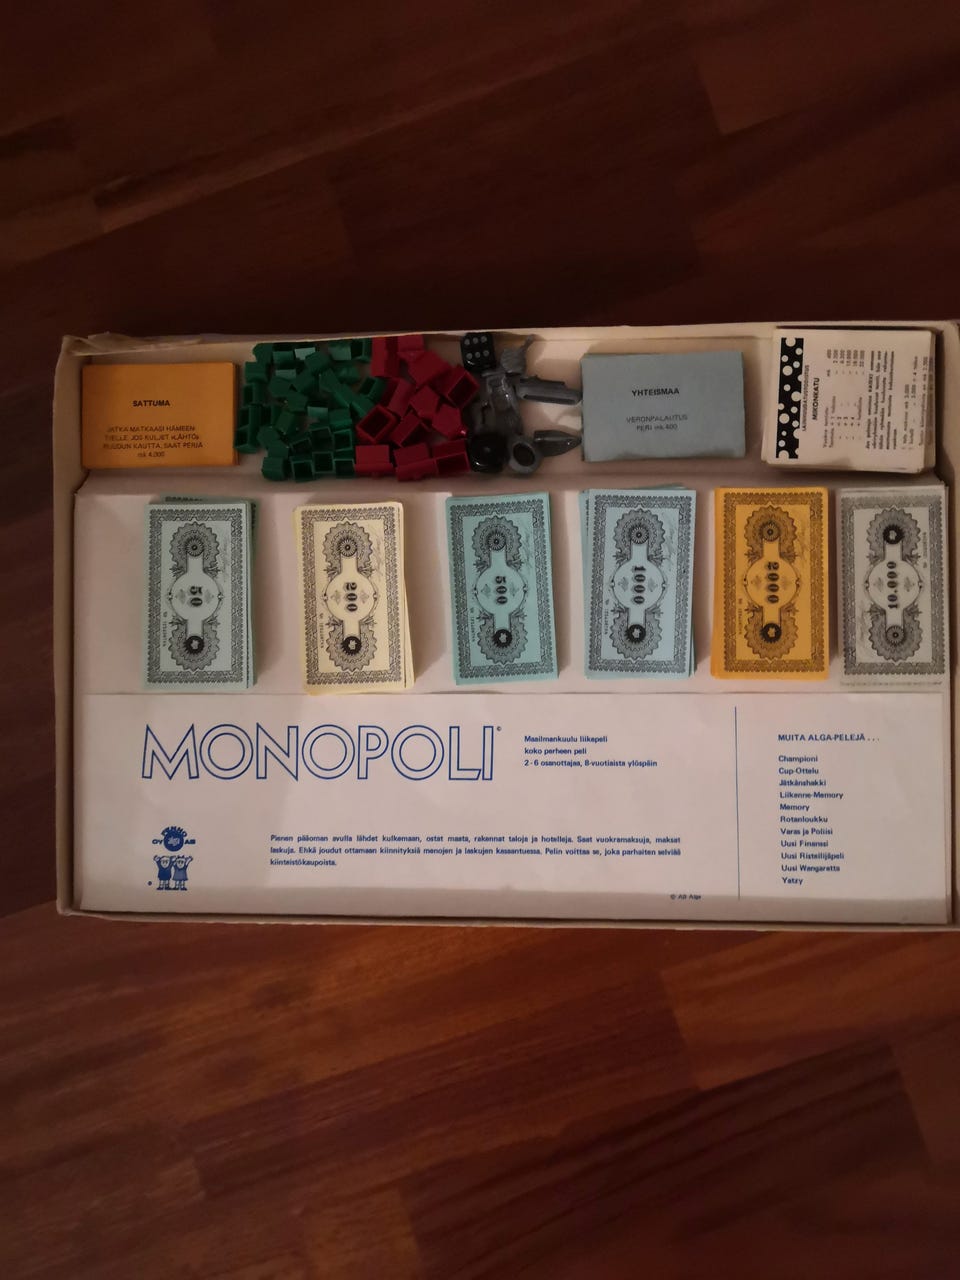 SATTUMA
JATKA MATKAASI HÄMEEN-
TIELLE. JOS KULJET «LÄHTÖ»
RUUDUN KAUTTA, SAAT PERIÄ
mk 4.000
YHTEISMAA
VERONPALAUTUS
PERI mk 400
MIKONKATU
50
200
500
1000
2000
10.000
MONOPOLI
Maailmankuulu liikepeli
koko perheen peli
2-6 osanottajaa, 8-vuotiaista ylöspäin
MUITA ALGA-PELEJÄ . . .
Championi
Cup-Ottelu
Jätkänshakki
Liikenne-Memory
Memory
Rotanloukku
Varas ja Poliisi
Uusi Finanssi
Uusi Risteilijäpeli
Uusi Wangaratta
Yatzy
Pienen pääoman avulla lähdet kulkemaan, ostat maata, rakennat taloja ja hotelleja. Saat vuokramaksuja, maksat
laskuja. Ehkä joudut ottamaan kiinnityksiä menojen ja laskujen kasaantuessa. Pelin voittaa se, joka parhaiten selviää
kiinteistökaupoista.
OY AB
© AB Alga